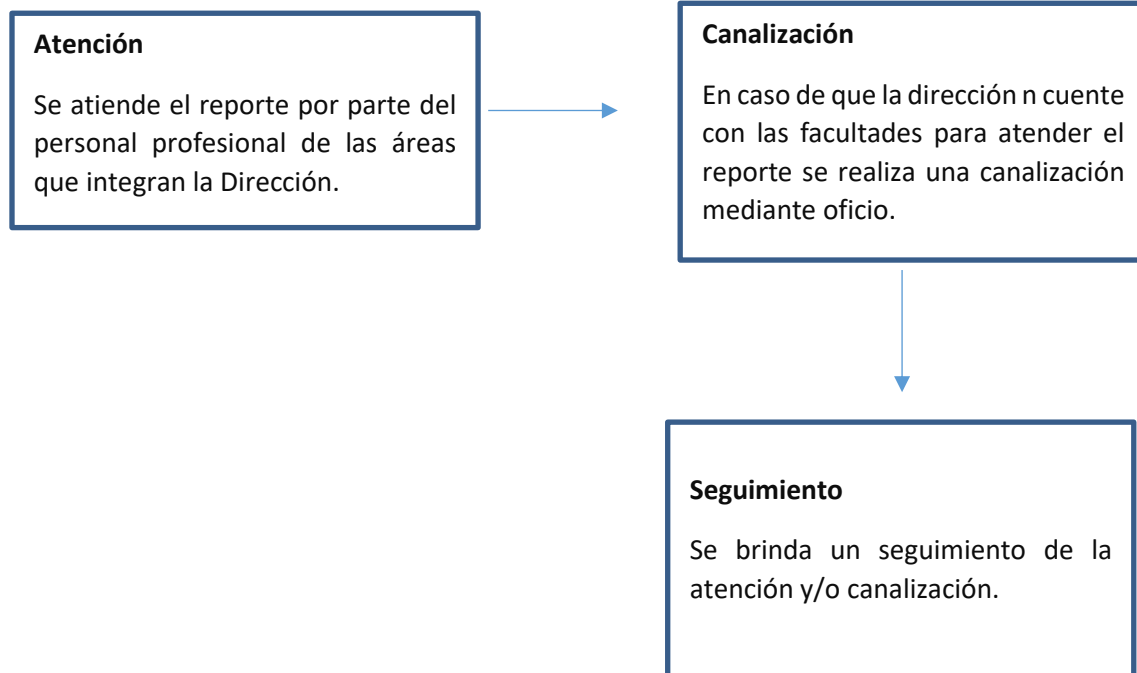 Atención
Se atiende el reporte por parte del
personal profesional de las áreas
que integran la Dirección.
Canalización
En caso de que la dirección n cuente
con las facultades para atender el
reporte se realiza una canalización
mediante oficio.
Seguimiento
Se brinda un seguimiento de la
atención y/o canalización.